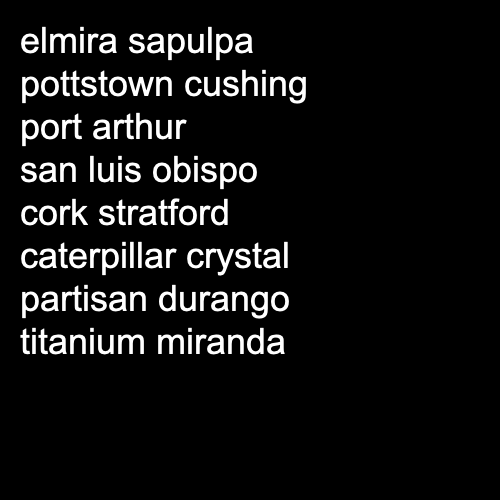 elmira sapulpa
pottstown cushing
port arthur
san luis obispo
cork stratford
caterpillar crystal
partisan durango
titanium miranda